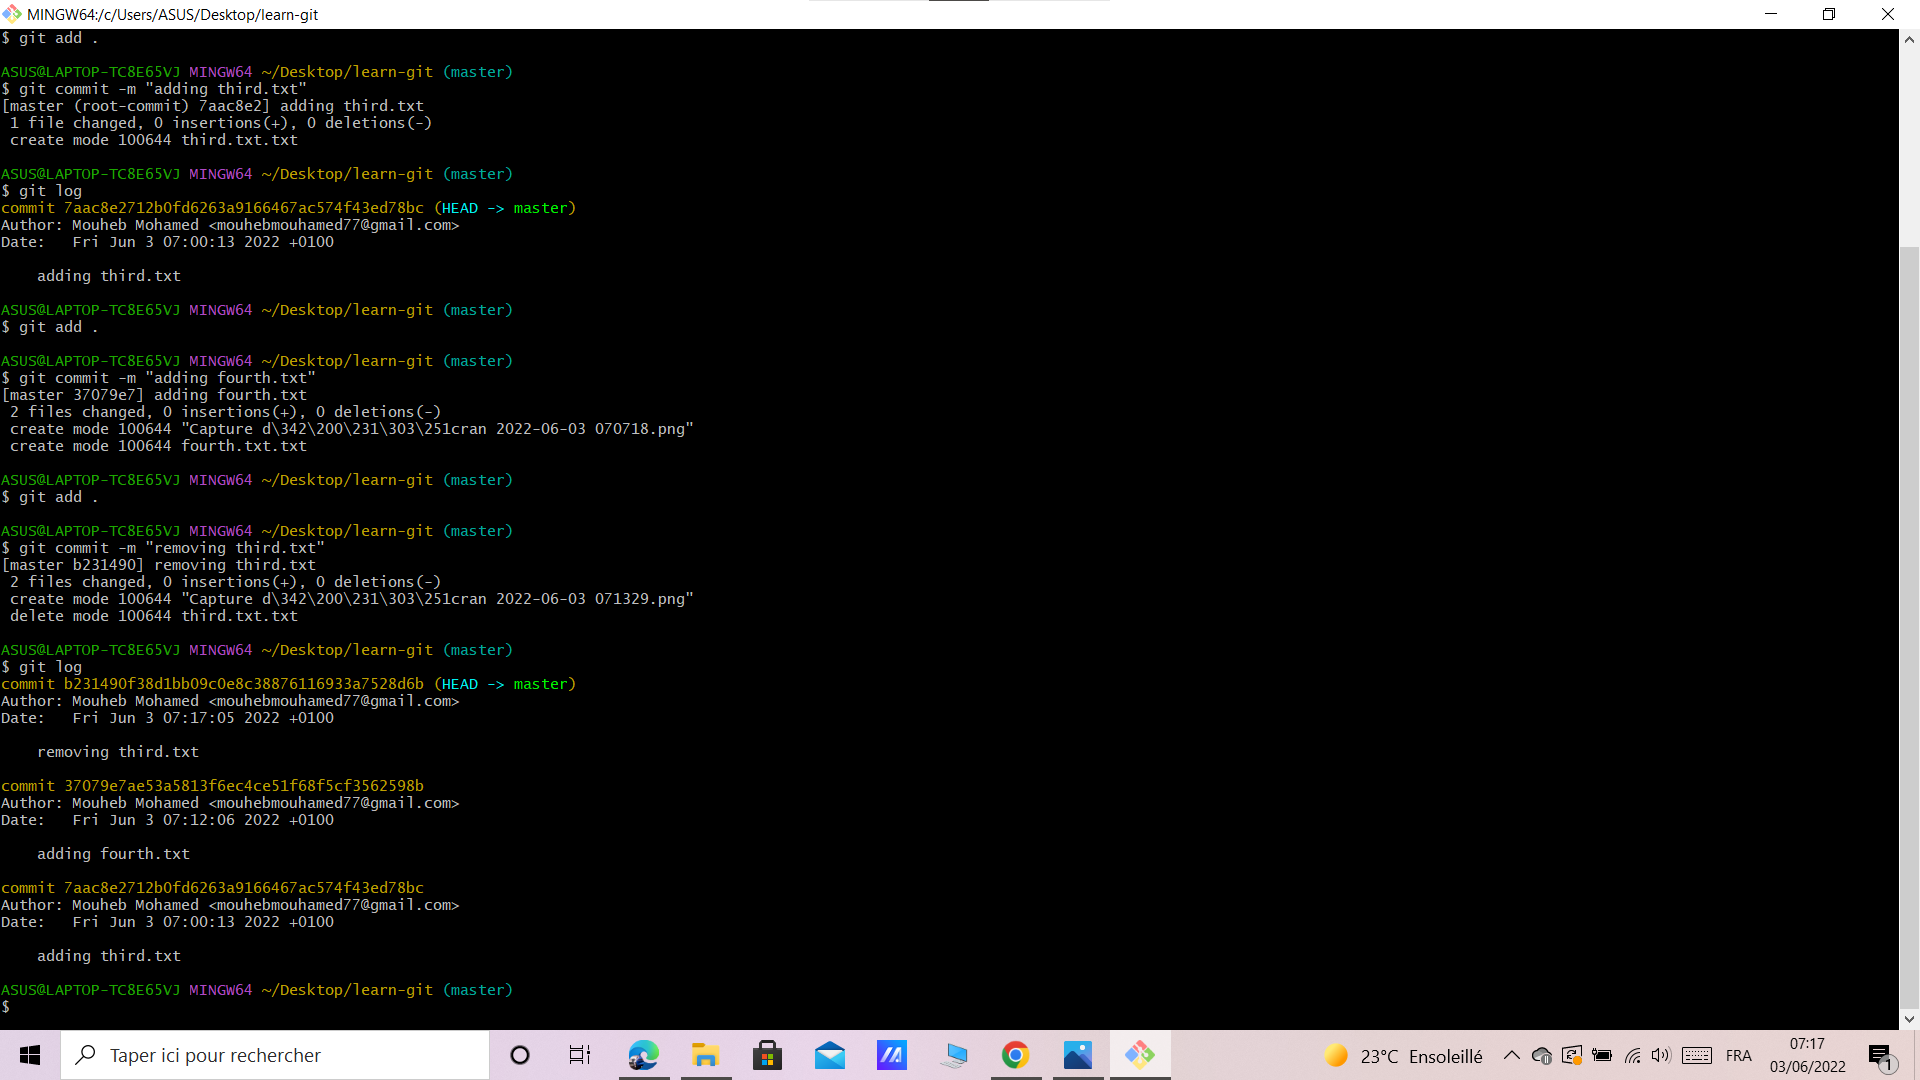 MINGW64:/c/Users/ASUS/Desktop/learn-git
$ git add .
ASUS@LAPTOP-TC8E65VJ MINGW64 ~/Desktop/learn-git (master)
$ git commit -m "adding third.txt"
[master (root-commit) 7aac8e2] adding third.txt
 1 file changed, 0 insertions(+), 0 deletions(-)
 create mode 100644 third.txt.txt
ASUS@LAPTOP-TC8E65VJ MINGW64 ~/Desktop/learn-git (master)
$ git log
commit 7aac8e2712b0fd6263a9166467ac574f43ed78bc (HEAD -> master)
Author: Mouheb Mohamed <mouhebmouhamed77@gmail.com>
Date:   Fri Jun 3 07:00:13 2022 +0100
    adding third.txt
ASUS@LAPTOP-TC8E65VJ MINGW64 ~/Desktop/learn-git (master)
$ git add .
ASUS@LAPTOP-TC8E65VJ MINGW64 ~/Desktop/learn-git (master)
$ git commit -m "adding fourth.txt"
[master 37079e7] adding fourth.txt
 2 files changed, 0 insertions(+), 0 deletions(-)
 create mode 100644 "Capture d\342\200\231\303\251cran 2022-06-03 070718.png"
 create mode 100644 fourth.txt.txt
ASUS@LAPTOP-TC8E65VJ MINGW64 ~/Desktop/learn-git (master)
$ git add .
ASUS@LAPTOP-TC8E65VJ MINGW64 ~/Desktop/learn-git (master)
$ git commit -m "removing third.txt"
[master b231490] removing third.txt
 2 files changed, 0 insertions(+), 0 deletions(-)
 create mode 100644 "Capture d\342\200\231\303\251cran 2022-06-03 071329.png"
 delete mode 100644 third.txt.txt
ASUS@LAPTOP-TC8E65VJ MINGW64 ~/Desktop/learn-git (master)
$ git log
commit b231490f38d1bb09c0e8c38876116933a7528d6b (HEAD -> master)
Author: Mouheb Mohamed <mouhebmouhamed77@gmail.com>
Date:   Fri Jun 3 07:17:05 2022 +0100
    removing third.txt
commit 37079e7ae53a5813f6ec4ce51f68f5cf3562598b
Author: Mouheb Mohamed <mouhebmouhamed77@gmail.com>
Date:   Fri Jun 3 07:12:06 2022 +0100
    adding fourth.txt
commit 7aac8e2712b0fd6263a9166467ac574f43ed78bc
Author: Mouheb Mohamed <mouhebmouhamed77@gmail.com>
Date:   Fri Jun 3 07:00:13 2022 +0100
    adding third.txt
ASUS@LAPTOP-TC8E65VJ MINGW64 ~/Desktop/learn-git (master)
$
Taper ici pour rechercher
23°C Ensoleillé
FRA
07:17
03/06/2022
1